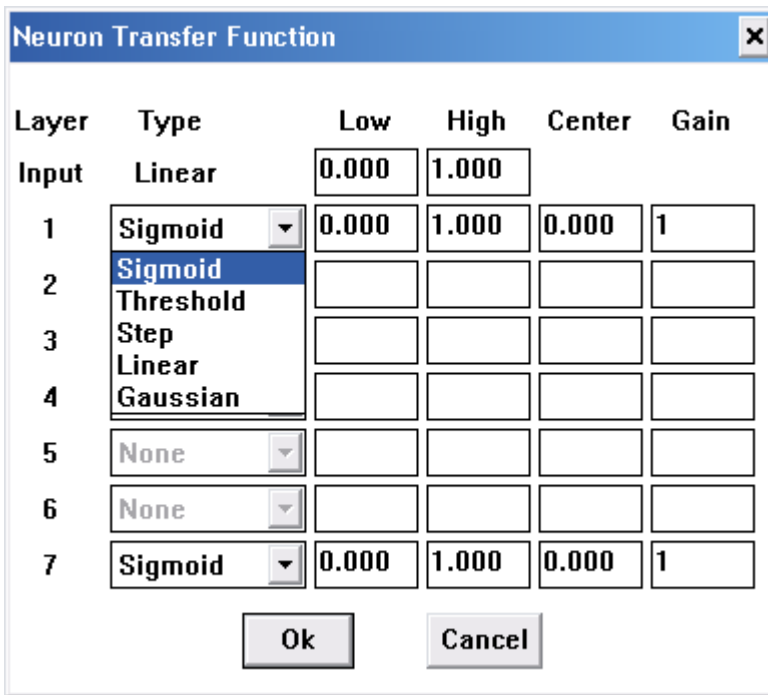 Neuron Transfer Function
Layer Type Low High Center Gain
Input Linear 0.000 1.000
1 Sigmoid 0.000 1.000 0.000 1
2 Sigmoid
Threshold
3 Step
Linear
4 Gaussian
5 None
6 None
7 Sigmoid 0.000 1.000 0.000 1
Ok Cancel